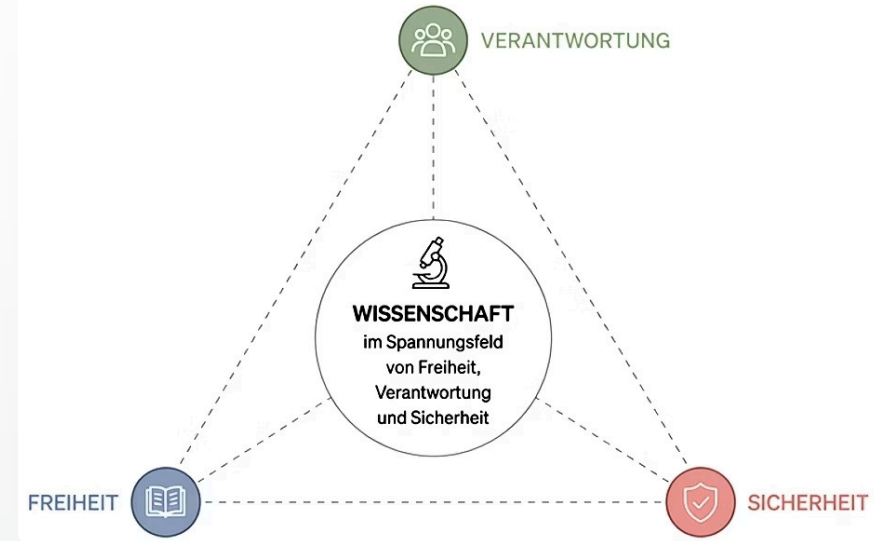 VERANTWORTUNG
WISSENSCHAFT
im Spannungsfeld
von Freiheit,
Verantwortung
und Sicherheit
FREIHEIT
SICHERHEIT